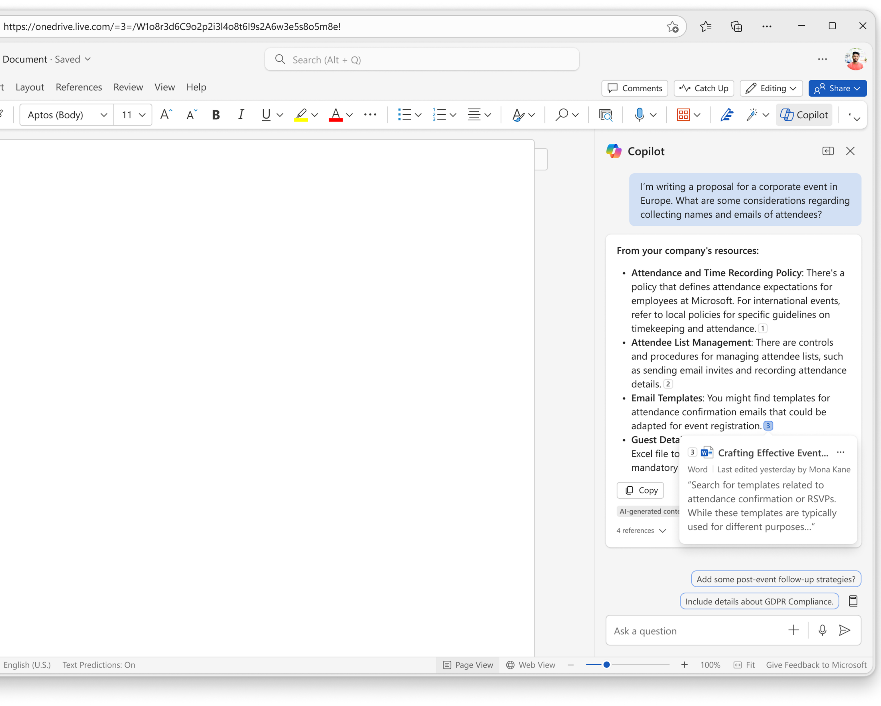 https://onedrive.live.com/=3=/W1o8r3d6C9o2p2i3l4o8t6l9s2A6w3e5s8o5m8e!
Document · Saved
Search (Alt + Q)
Layout References Review View Help
Comments Catch Up Editing Share
Aptos (Body) 11 A A B I U A Copilot
Copilot
I'm writing a proposal for a corporate event in
Europe. What are some considerations regarding
collecting names and emails of attendees?
From your company's resources:
• Attendance and Time Recording Policy: There's a
policy that defines attendance expectations for
employees at Microsoft. For international events,
refer to local policies for specific guidelines on
timekeeping and attendance. 1
• Attendee List Management: There are controls
and procedures for managing attendee lists, such
as sending email invites and recording attendance
details. 2
• Email Templates: You might find templates for
attendance confirmation emails that could be
adapted for event registration. 3
• Guest
Excel file to
mandatory
3 Crafting Effective Event...
Word | Last edited yesterday by Mona Kane
"Search for templates related to
attendance confirmation or RSVPs.
While these templates are typically
used for different purposes..."
Copy
AI-generated
4 references
Add some post-event follow-up strategies?
Include details about GDPR Compliance.
Ask a question
English (U.S.) Text Predictions: On Page View Web View 100% Fit Give Feedback to Microsoft